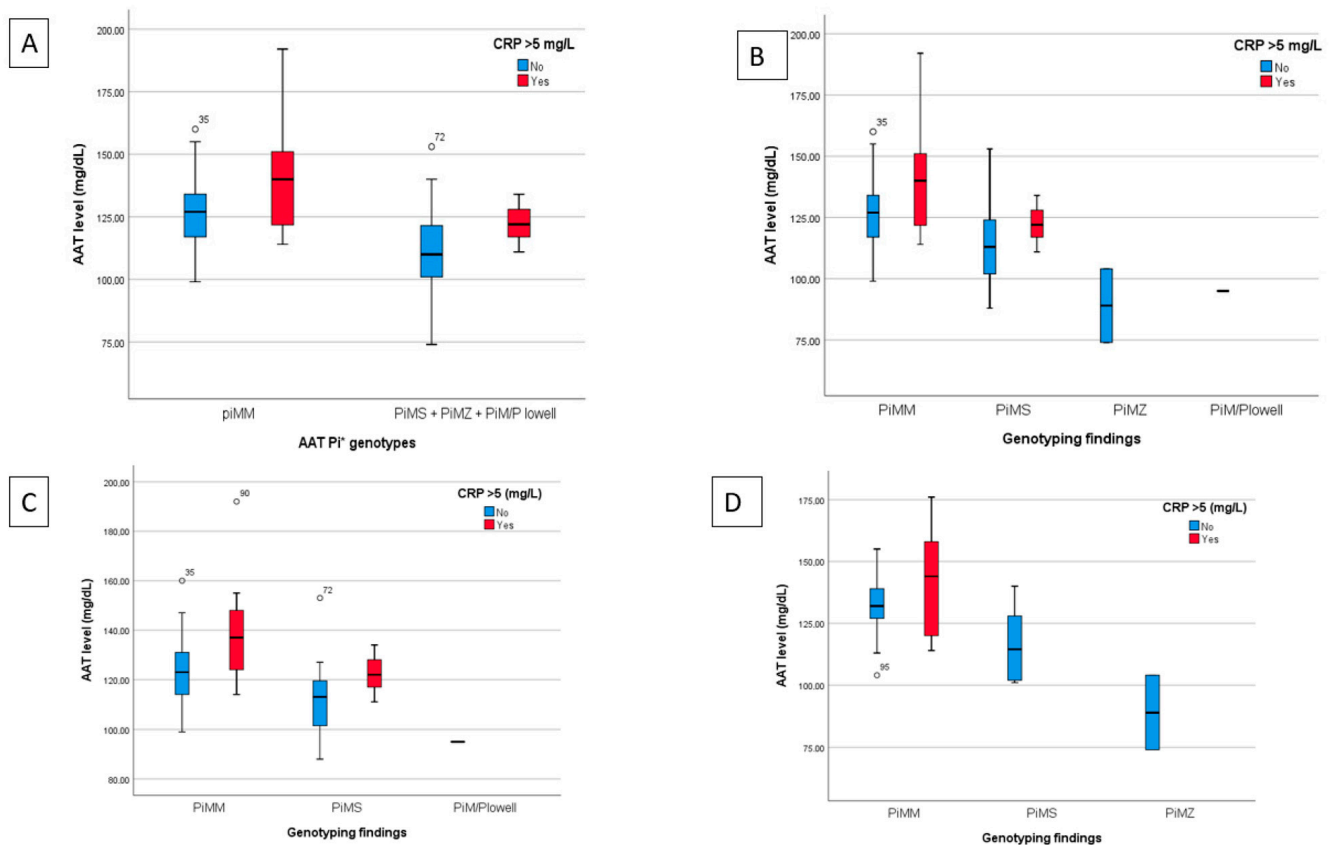 A
CRP >5 mg/L
No
Yes
200.00
175.00
150.00
125.00
100.00
75.00
AAT level (mg/dL)
35
72
piMM
PiMS + PiMZ + PiM/P lowell
AAT Pi* genotypes
B
CRP >5 mg/L
No
Yes
200.00
175.00
150.00
125.00
100.00
75.00
AAT level (mg/dL)
35
PiMM
PiMS
PiMZ
PiM/Plowell
Genotyping findings
C
CRP >5 (mg/L)
No
Yes
200.00
180.00
160.00
140.00
120.00
100.00
80.00
AAT level (mg/dL)
35
90
72
PiMM
PiMS
PiM/Plowell
Genotyping findings
D
CRP >5 (mg/L)
No
Yes
175.00
150.00
125.00
100.00
75.00
AAT level (mg/dL)
95
PiMM
PiMS
PiMZ
Genotyping findings